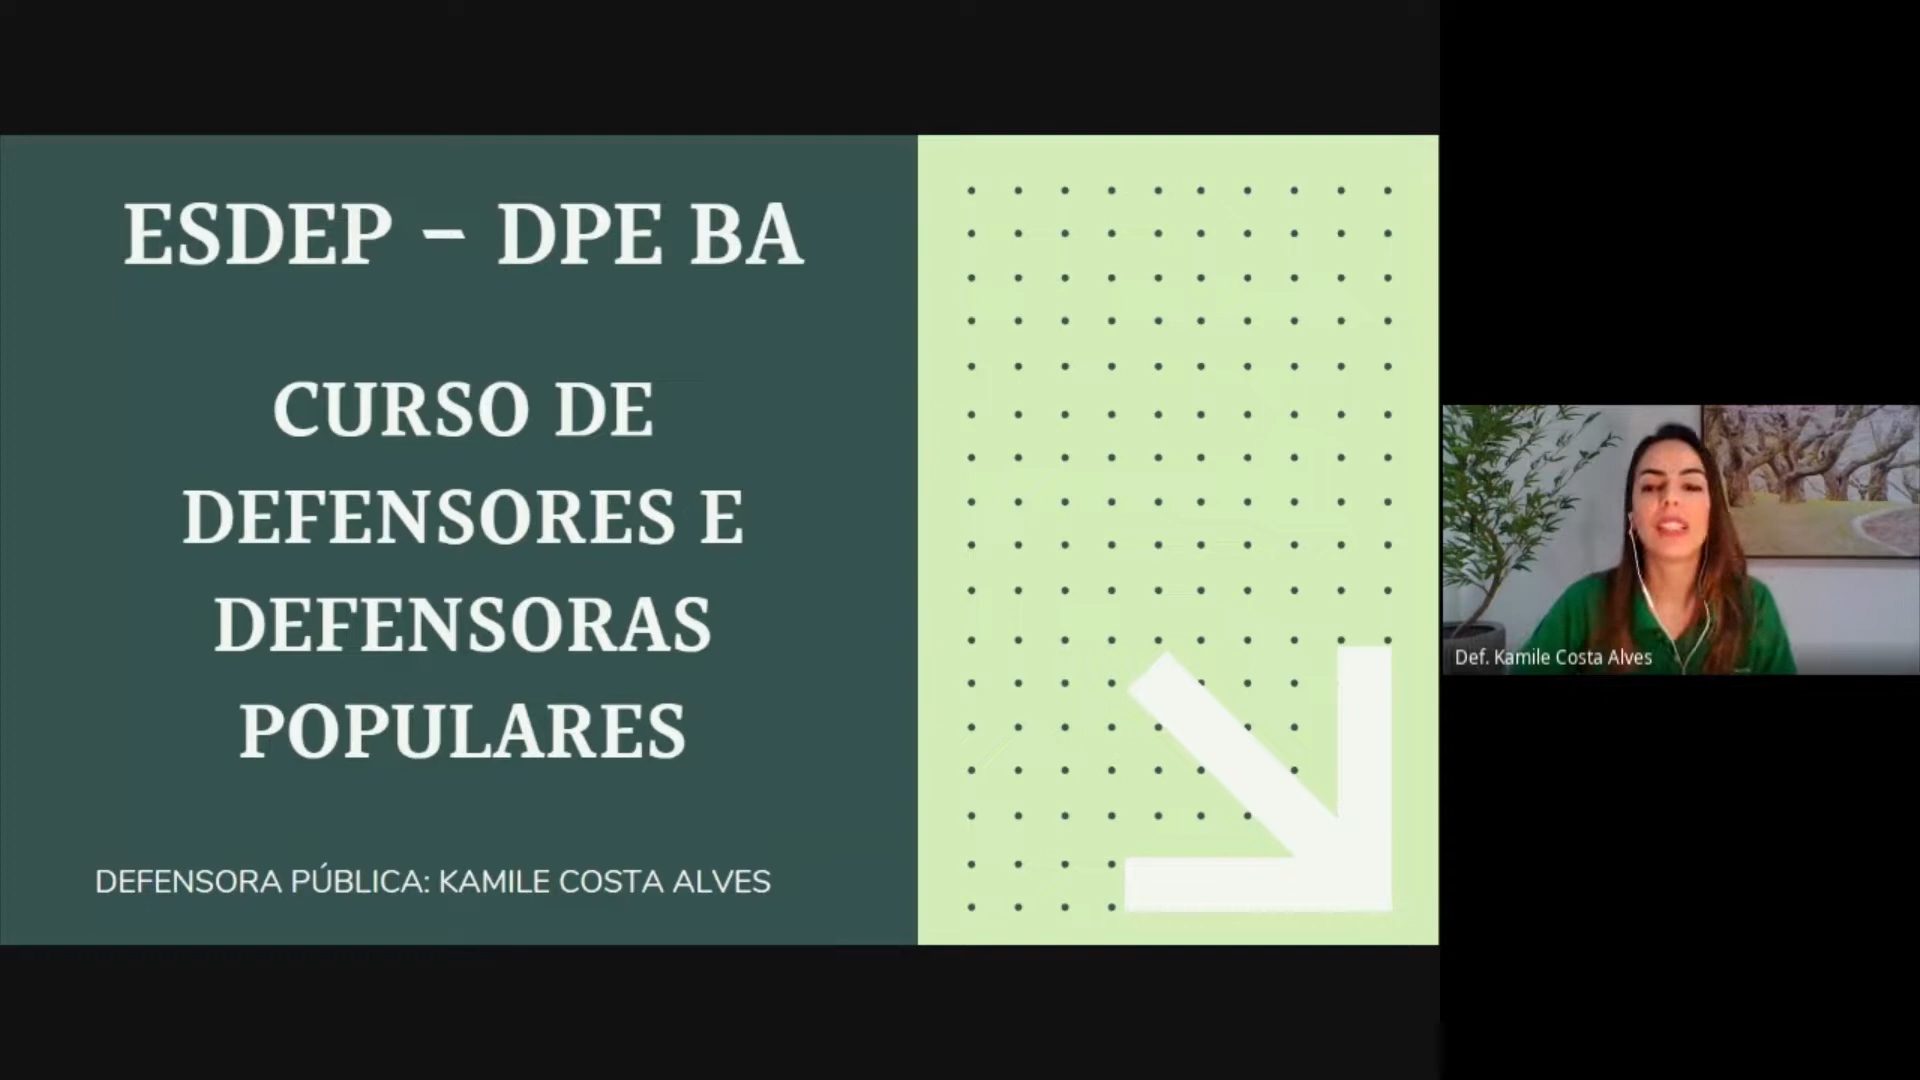 ESDEP – DPE BA
CURSO DE
DEFENSORES E
DEFENSORAS
POPULARES
DEFENSORA PÚBLICA: KAMILE COSTA ALVES
Def. Kamile Costa Alves